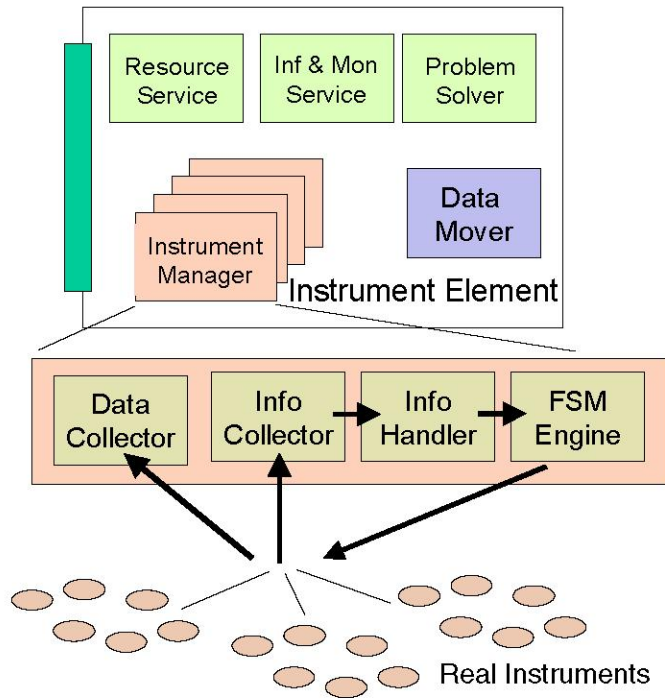 Resource
Service
Inf & Mon
Service
Problem
Solver
Data
Mover
Instrument
Manager
Instrument Element
Data
Collector
Info
Collector
Info
Handler
FSM
Engine
Real Instruments